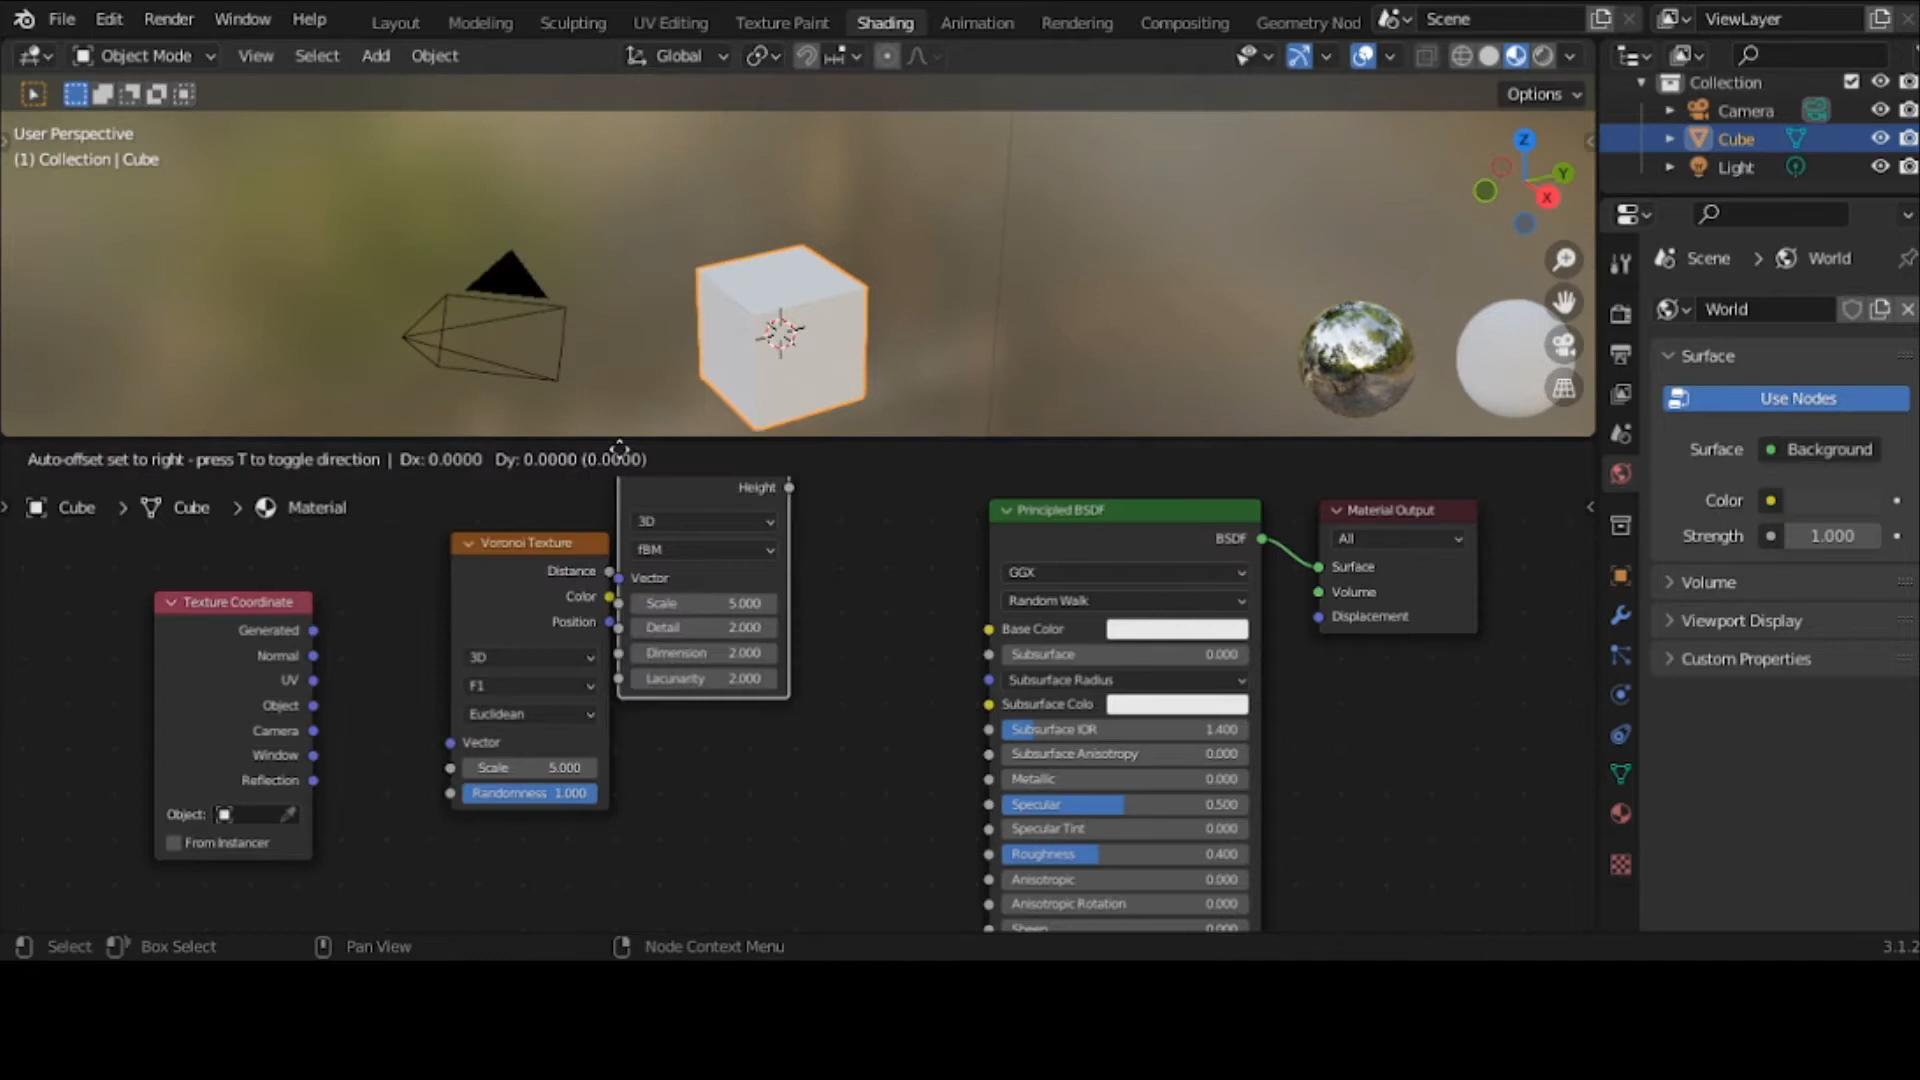 File Edit Render Window Help Layout Modeling Sculpting UV Editing Texture Paint Shading Animation Rendering Compositing Geometry Nod Scene ViewLayer
Object Mode View Select Add Object Global
Options
User Perspective
(1) Collection | Cube
Z
Y
X
Collection
Camera
Cube
Light
Scene > World
World
Surface
Use Nodes
Surface Background
Color
Strength 1.000
Volume
Viewport Display
Custom Properties
Auto-offset set to right - press T to toggle direction | Dx: 0.0000 Dy: 0.0000 (0.0000)
Cube > Cube > Material
Texture Coordinate
Generated
Normal
UV
Object
Camera
Window
Reflection
Object:
From Instancer
Voronoi Texture
Distance
Color
Position
3D
F1
Euclidean
Vector
Scale 5.000
Randomness 1.000
Height
3D
fBM
Vector
Scale 5.000
Detail 2.000
Dimension 2.000
Lacunarity 2.000
Principled BSDF
BSDF
GGX
Random Walk
Base Color
Subsurface 0.000
Subsurface Radius
Subsurface Colo
Subsurface IOR 1.400
Subsurface Anisotropy 0.000
Metallic 0.000
Specular 0.500
Specular Tint 0.000
Roughness 0.400
Anisotropic 0.000
Anisotropic Rotation 0.000
Sheen 0.000
Material Output
All
Surface
Volume
Displacement
Select Box Select Pan View Node Context Menu 3.1.2